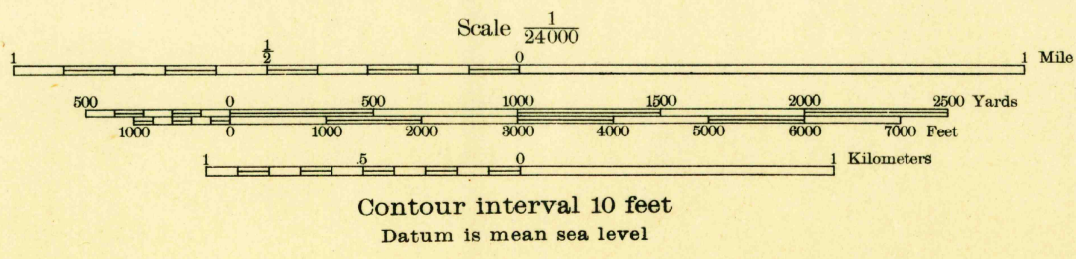 Scale 1/24000
1 1/2 0 1 Mile
500 0 500 1000 1500 2000 2500 Yards
1000 0 1000 2000 3000 4000 5000 6000 7000 Feet
1 .5 0 1 Kilometers
Contour interval 10 feet
Datum is mean sea level